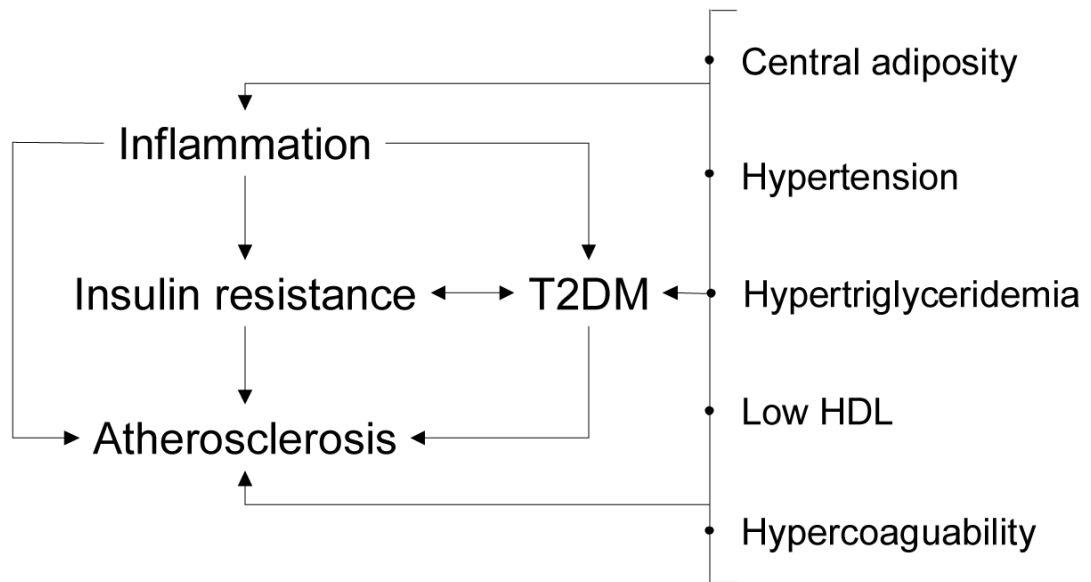 Central adiposity
Inflammation
Hypertension
Insulin resistance
T2DM
Hypertriglyceridemia
Low HDL
Atherosclerosis
Hypercoaguability